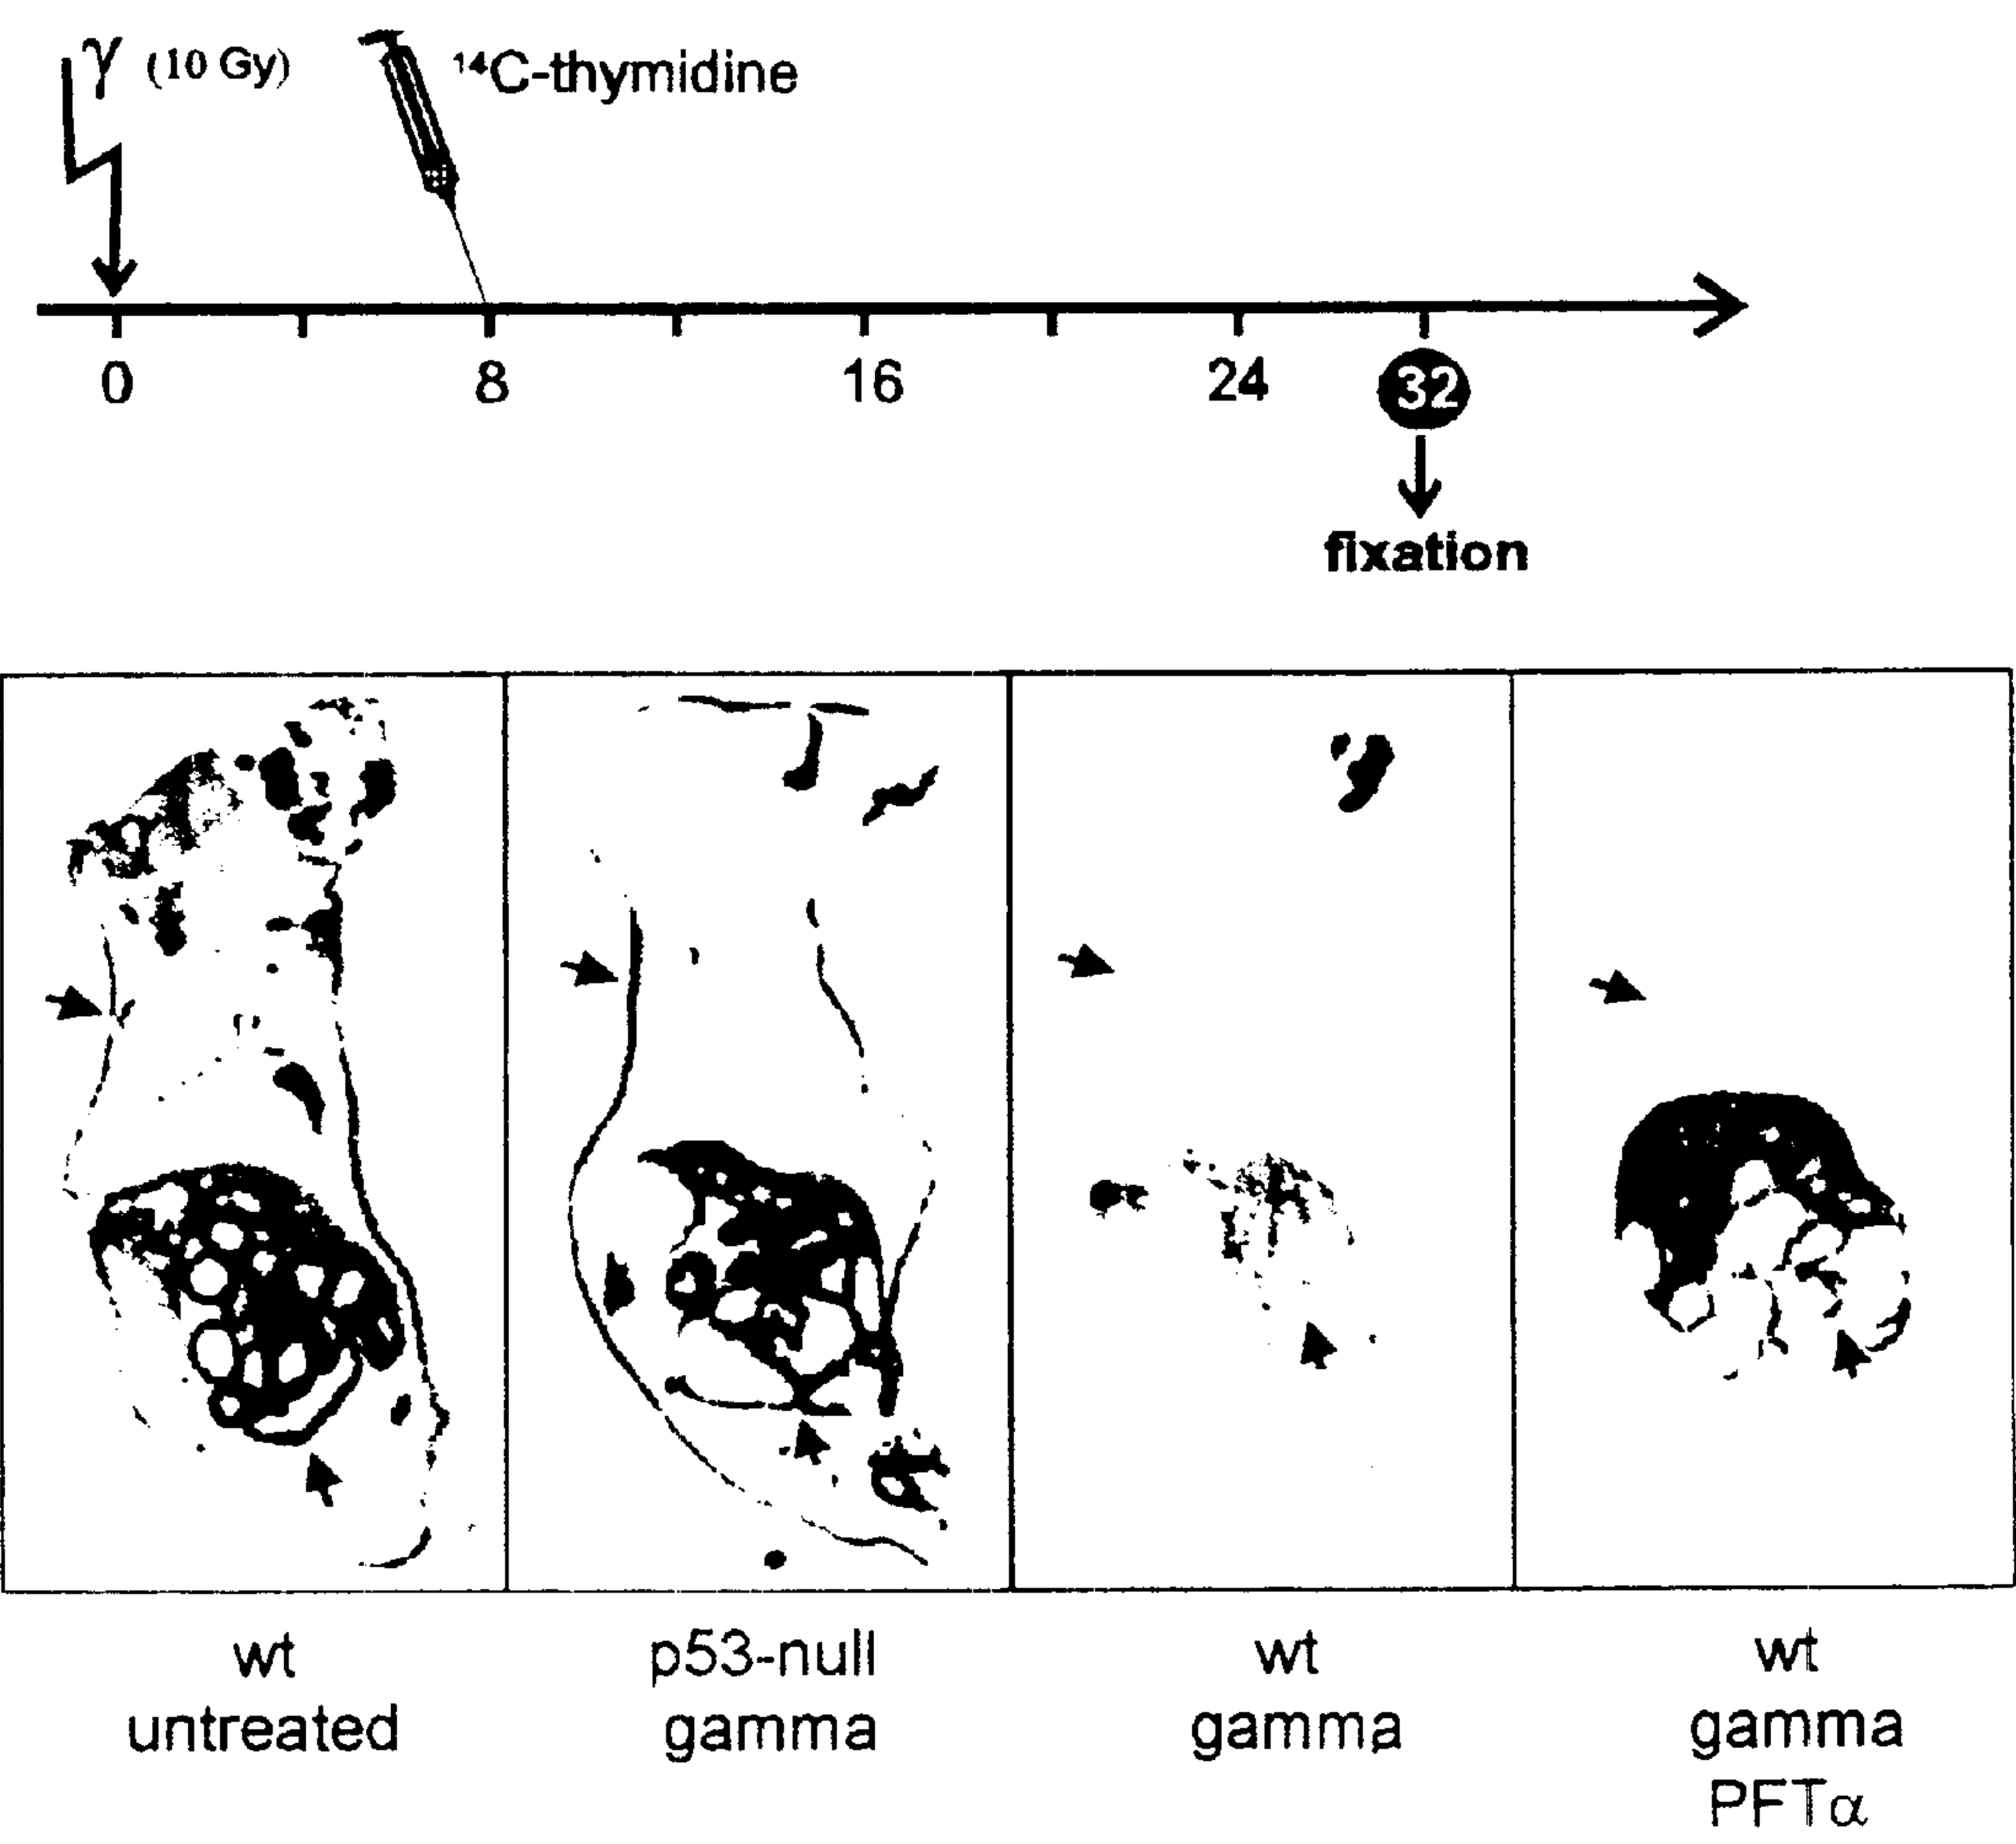 γ (10 Gy)
¹⁴C-thymidine
0 8 16 24 32
fixation
wt
untreated
p53-null
gamma
wt
gamma
wt
gamma
PFTα